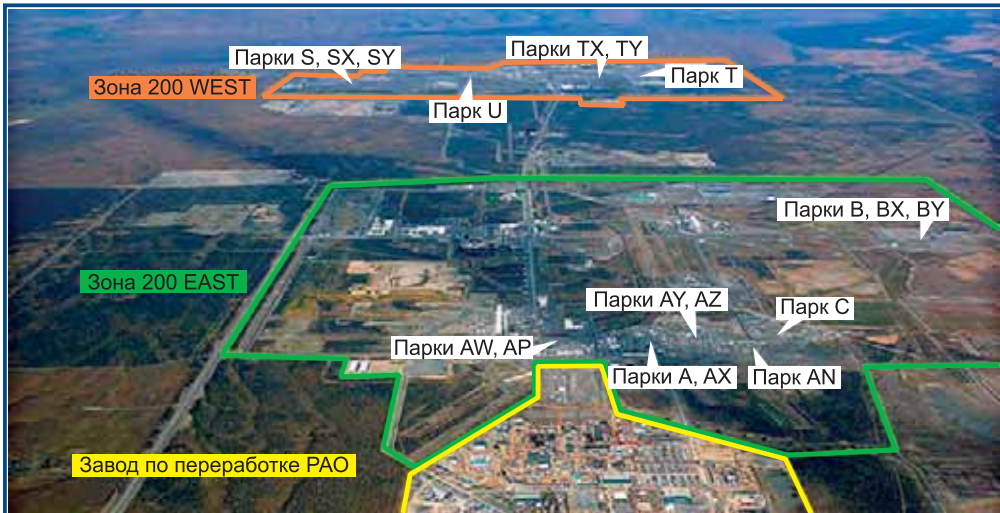 Парки S, SX, SY
Парки TX, TY
Парк T
Зона 200 WEST
Парк U
Парки B, BX, BY
Зона 200 EAST
Парки AY, AZ
Парк C
Парки AW, AP
Парки A, AX
Парк AN
Завод по переработке РАО